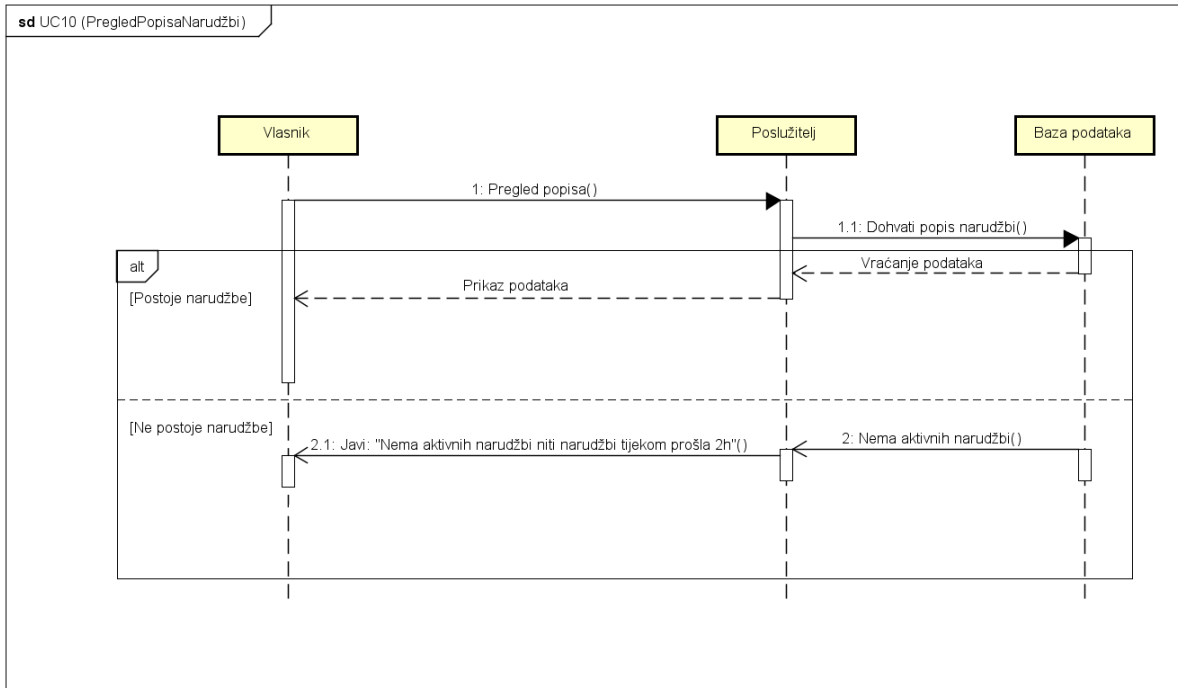 sd UC10 (PregledPopisaNarudžbi)
Vlasnik
Poslužitelj
Baza podataka
1: Pregled popisa()
1.1: Dohvati popis narudžbi()
alt
Vraćanje podataka
[Postoje narudžbe]
Prikaz podataka
[Ne postoje narudžbe]
2.1: Javi: "Nema aktivnih narudžbi niti narudžbi tijekom prošla 2h"()
2: Nema aktivnih narudžbi()